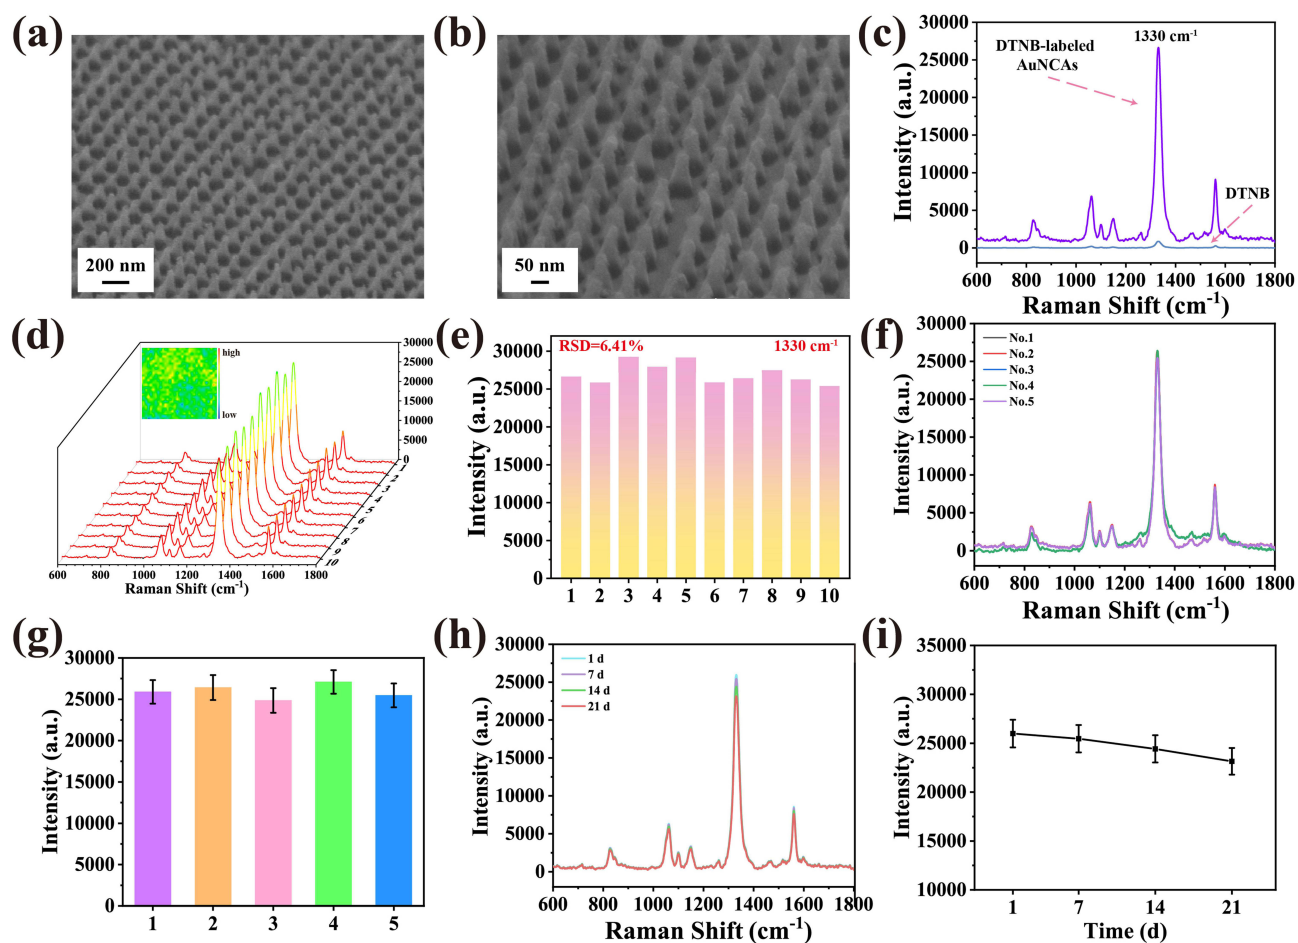 (a)
200 nm
(b)
50 nm
(c)
30000
25000
20000
15000
10000
5000
0
Intensity (a.u.)
DTNB-labeled
AuNCAs
1330 cm-1
DTNB
600 800 1000 1200 1400 1600 1800
Raman Shift (cm-1)
(d)
high
low
30000
25000
20000
15000
10000
5000
0
1
2
3
4
5
6
7
8
9
10
Intensity (a.u.)
600 800 1000 1200 1400 1600 1800
Raman Shift (cm-1)
(e)
RSD=6.41% 1330 cm-1
30000
25000
20000
15000
10000
5000
0
Intensity (a.u.)
1 2 3 4 5 6 7 8 9 10
(f)
30000
25000
20000
15000
10000
5000
0
Intensity (a.u.)
No.1
No.2
No.3
No.4
No.5
600 800 1000 1200 1400 1600 1800
Raman Shift (cm-1)
(g)
30000
25000
20000
15000
10000
5000
0
Intensity (a.u.)
1 2 3 4 5
(h)
30000
25000
20000
15000
10000
5000
0
Intensity (a.u.)
1 d
7 d
14 d
21 d
600 800 1000 1200 1400 1600 1800
Raman Shift (cm-1)
(i)
35000
30000
25000
20000
15000
10000
Intensity (a.u.)
1 7 14 21
Time (d)